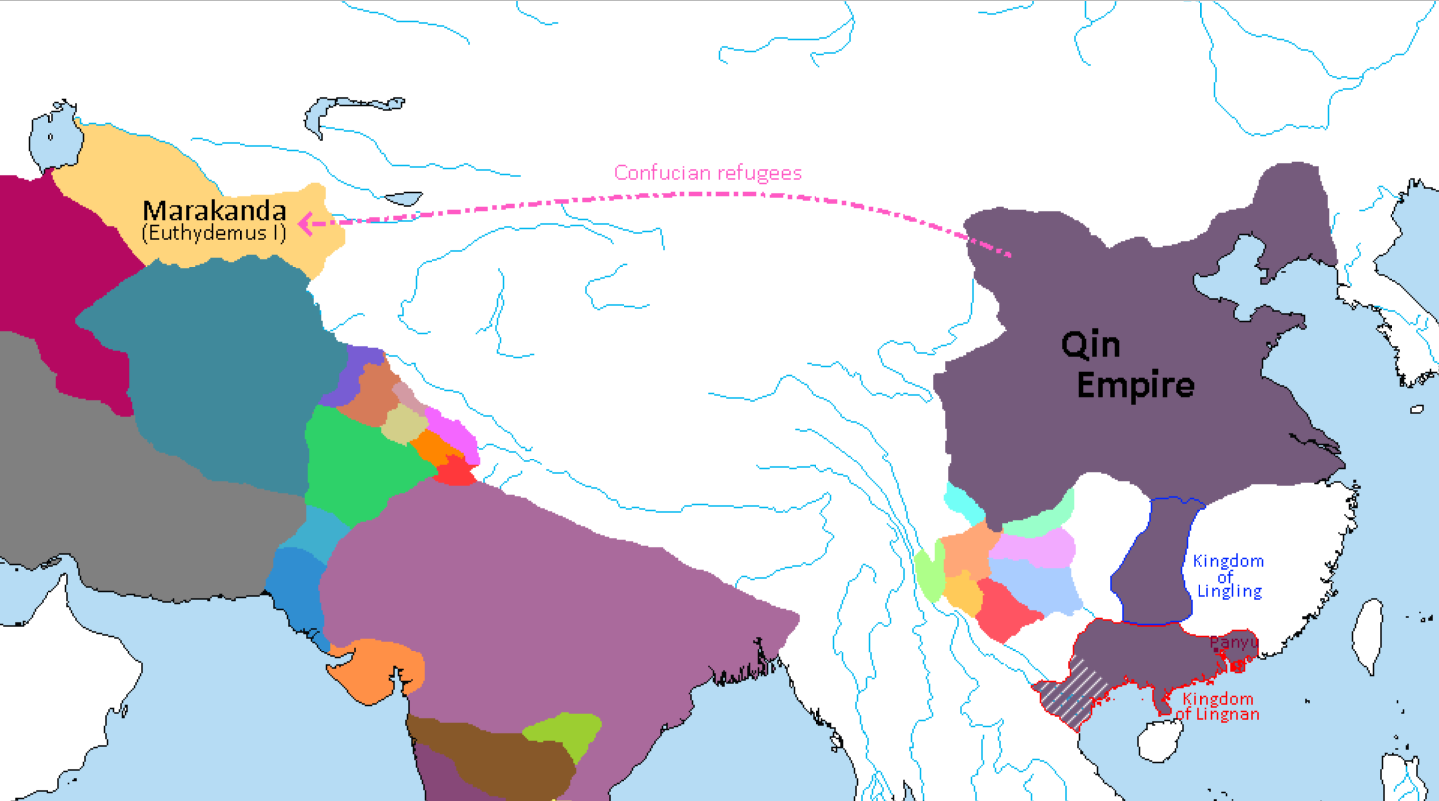 Confucian refugees
Marakanda
(Euthydemus I)
Qin
Empire
Kingdom
of
Lingling
Panyu
Kingdom
of Lingnan